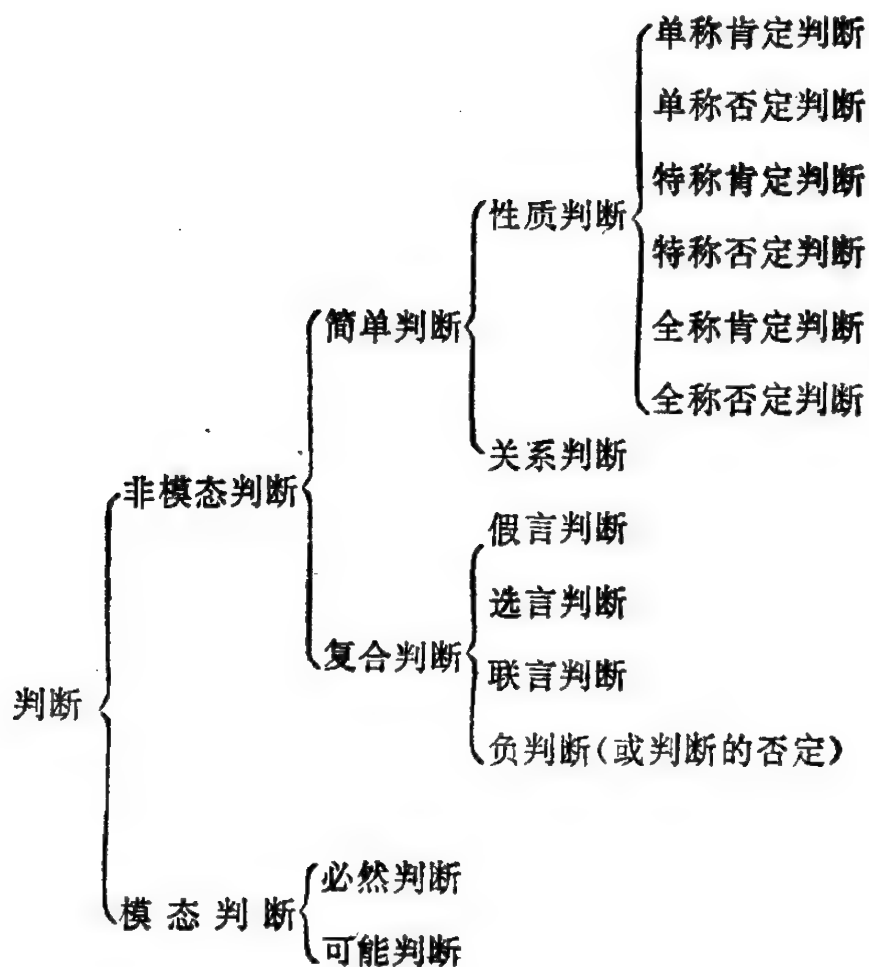 单称肯定判断
单称否定判断
特称肯定判断
性质判断
特称否定判断
简单判断
全称肯定判断
全称否定判断
关系判断
非模态判断
假言判断
选言判断
复合判断
联言判断
判断
负判断(或判断的否定)
必然判断
模态判断
可能判断